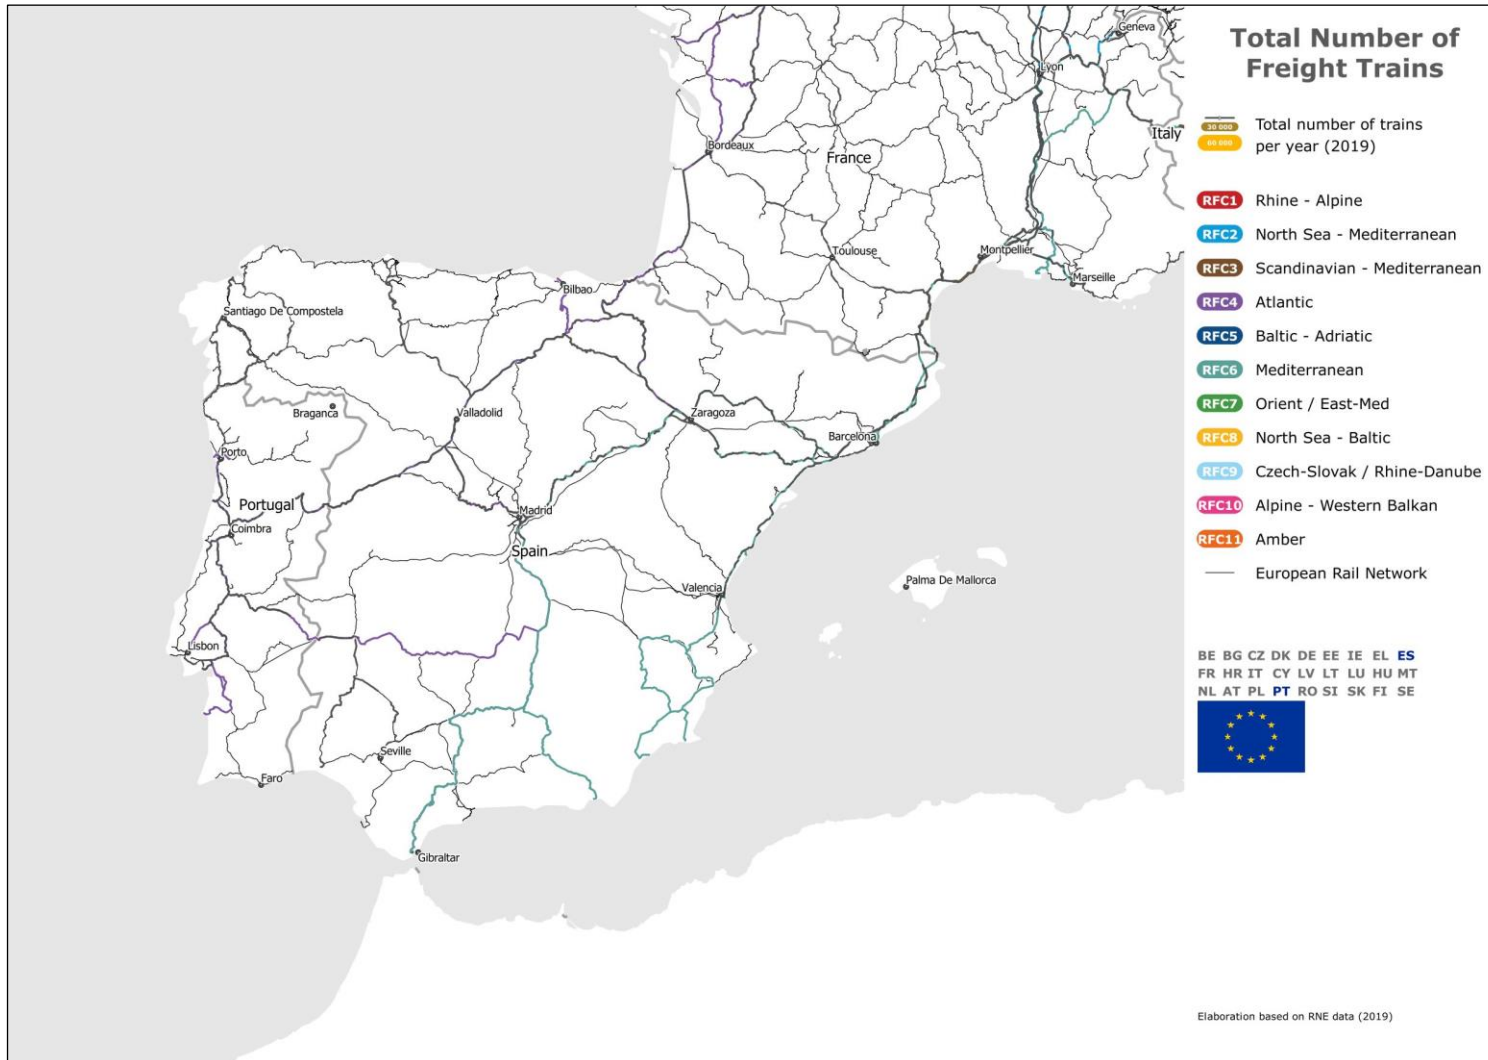 Total Number of
Freight Trains
30 000
60 000
Total number of trains
per year (2019)
RFC1 Rhine - Alpine
RFC2 North Sea - Mediterranean
RFC3 Scandinavian - Mediterranean
RFC4 Atlantic
RFC5 Baltic - Adriatic
RFC6 Mediterranean
RFC7 Orient / East-Med
RFC8 North Sea - Baltic
RFC9 Czech-Slovak / Rhine-Danube
RFC10 Alpine - Western Balkan
RFC11 Amber
European Rail Network
BE BG CZ DK DE EE IE EL ES
FR HR IT CY LV LT LU HU MT
NL AT PL PT RO SI SK FI SE
Elaboration based on RNE data (2019)
Geneva
Lyon
Italy
Bordeaux
France
Toulouse
Montpellier
Marseille
Bilbao
Santiago De Compostela
Braganca
Valladolid
Zaragoza
Barcelona
Porto
Portugal
Coimbra
Madrid
Spain
Valencia
Palma De Mallorca
Lisbon
Seville
Faro
Gibraltar